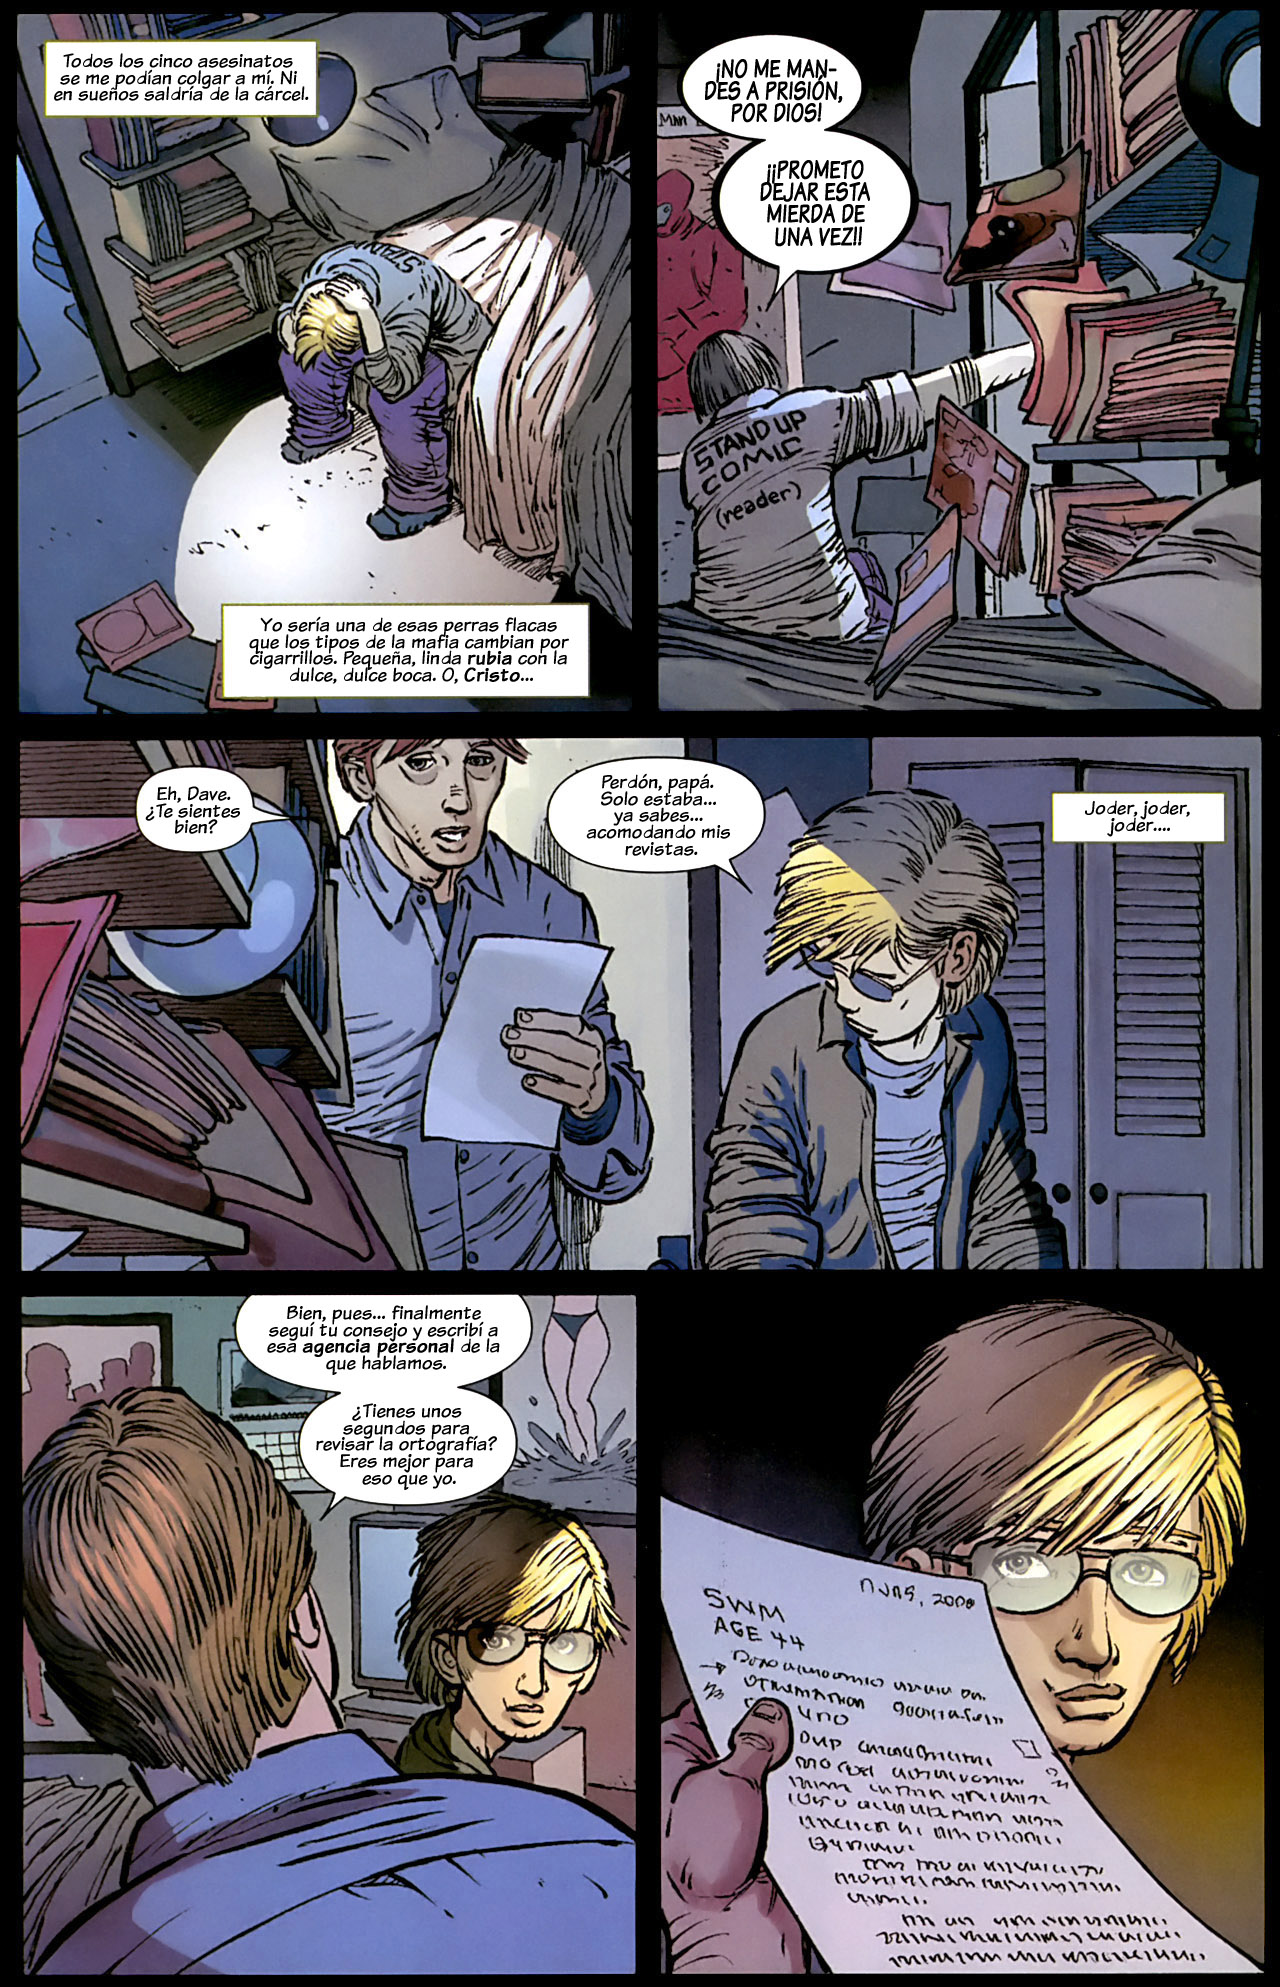 Todos los cinco asesinatos
se me podían colgar a mí. Ni
en sueños saldría de la cárcel.
Yo sería una de esas perras flacas
que los tipos de la mafia cambian por
cigarrillos. Pequeña, linda rubia con la
dulce, dulce boca. O, Cristo...
¡NO ME MAN-
DES A PRISIÓN,
POR DIOS!
¡¡PROMETO
DEJAR ESTA
MIERDA DE
UNA VEZ!!
STAND UP
COMIC
(reader)
Eh, Dave.
¿Te sientes
bien?
Perdón, papá.
Solo estaba...
ya sabes...
acomodando mis
revistas.
Joder, joder,
joder....
Bien, pues... finalmente
seguí tu consejo y escribí a
esa agencia personal de la
que hablamos.
¿Tienes unos
segundos para
revisar la ortografía?
Eres mejor para
eso que yo.
SWM
AGE 44